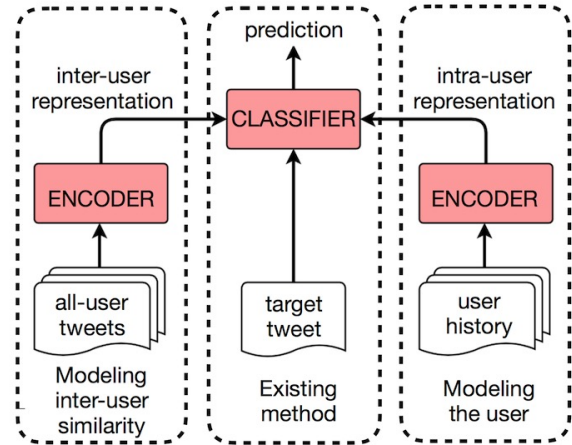 prediction
inter-user
representation
CLASSIFIER
intra-user
representation
ENCODER
ENCODER
all-user
tweets
target
tweet
user
history
Modeling
inter-user
similarity
Existing
method
Modeling
the user